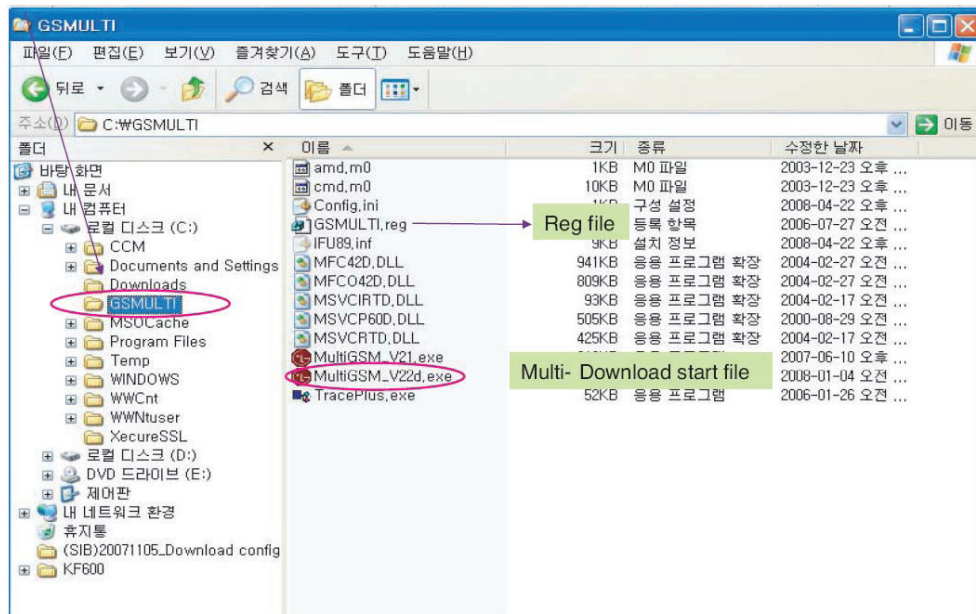 GSMULTI
파일(F) 편집(E) 보기(V) 즐겨찾기(A) 도구(T) 도움말(H)
뒤로 검색 폴더
주소(D) C:\GSMULTI 이동
폴더
바탕 화면
내 문서
내 컴퓨터
로컬 디스크 (C:)
CCM
Documents and Settings
Downloads
GSMULTI
MSOCache
Program Files
Temp
WINDOWS
WWCnt
WWNtuser
XecureSSL
로컬 디스크 (D:)
DVD 드라이브 (E:)
제어판
내 네트워크 환경
휴지통
(SIB)20071105_Download config
KF600
이름 크기 종류 수정한 날짜
amd.m0 1KB M0 파일 2003-12-23 오후 ...
cmd.m0 10KB M0 파일 2003-12-23 오후 ...
Config.ini 1KB 구성 설정 2008-04-22 오후 ...
GSMULTI.reg 등록 항목 2006-07-27 오전 ...
IFU89.inf 9KB 설치 정보 2008-04-22 오후 ...
MFC42D.DLL 941KB 응용 프로그램 확장 2004-02-27 오전 ...
MFCO42D.DLL 809KB 응용 프로그램 확장 2004-02-27 오전 ...
MSVCIRTD.DLL 93KB 응용 프로그램 확장 2004-02-17 오전 ...
MSVCP60D.DLL 505KB 응용 프로그램 확장 2000-08-29 오전 ...
MSVCRTD.DLL 425KB 응용 프로그램 확장 2004-02-17 오전 ...
MultiGSM_V21.exe 2007-06-10 오후 ...
MultiGSM_V22d.exe 2008-01-04 오전 ...
TracePlus.exe 52KB 응용 프로그램 2006-01-26 오전 ...
Reg file
Multi- Download start file